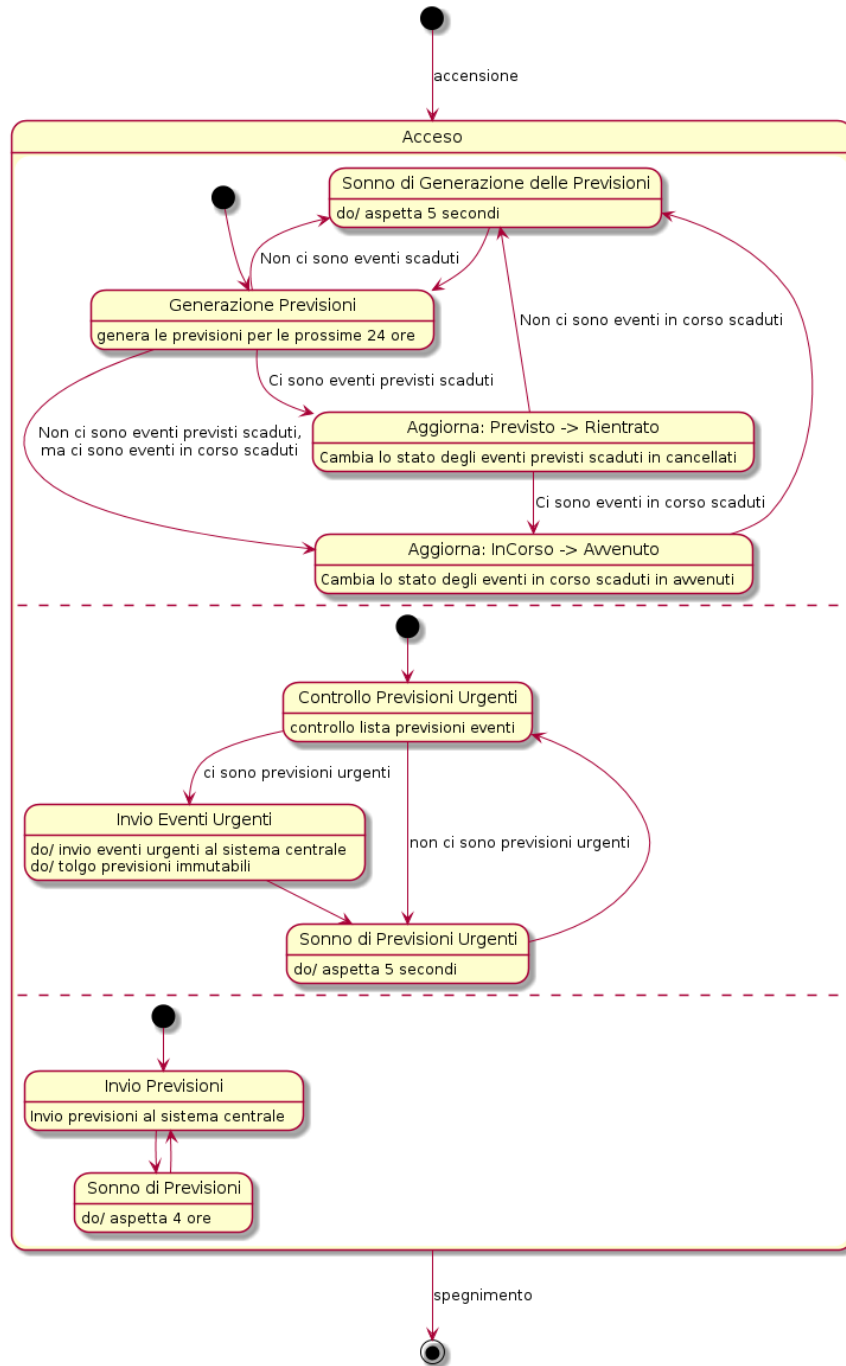 accensione
Acceso
Sonno di Generazione delle Previsioni
do/ aspetta 5 secondi
Non ci sono eventi scaduti
Generazione Previsioni
genera le previsioni per le prossime 24 ore
Non ci sono eventi in corso scaduti
Ci sono eventi previsti scaduti
Non ci sono eventi previsti scaduti,
ma ci sono eventi in corso scaduti
Aggiorna: Previsto -> Rientrato
Cambia lo stato degli eventi previsti scaduti in cancellati
Ci sono eventi in corso scaduti
Aggiorna: InCorso -> Avvenuto
Cambia lo stato degli eventi in corso scaduti in avvenuti
Controllo Previsioni Urgenti
controllo lista previsioni eventi
ci sono previsioni urgenti
Invio Eventi Urgenti
do/ invio eventi urgenti al sistema centrale
do/ tolgo previsioni immutabili
non ci sono previsioni urgenti
Sonno di Previsioni Urgenti
do/ aspetta 5 secondi
Invio Previsioni
Invio previsioni al sistema centrale
Sonno di Previsioni
do/ aspetta 4 ore
spegnimento